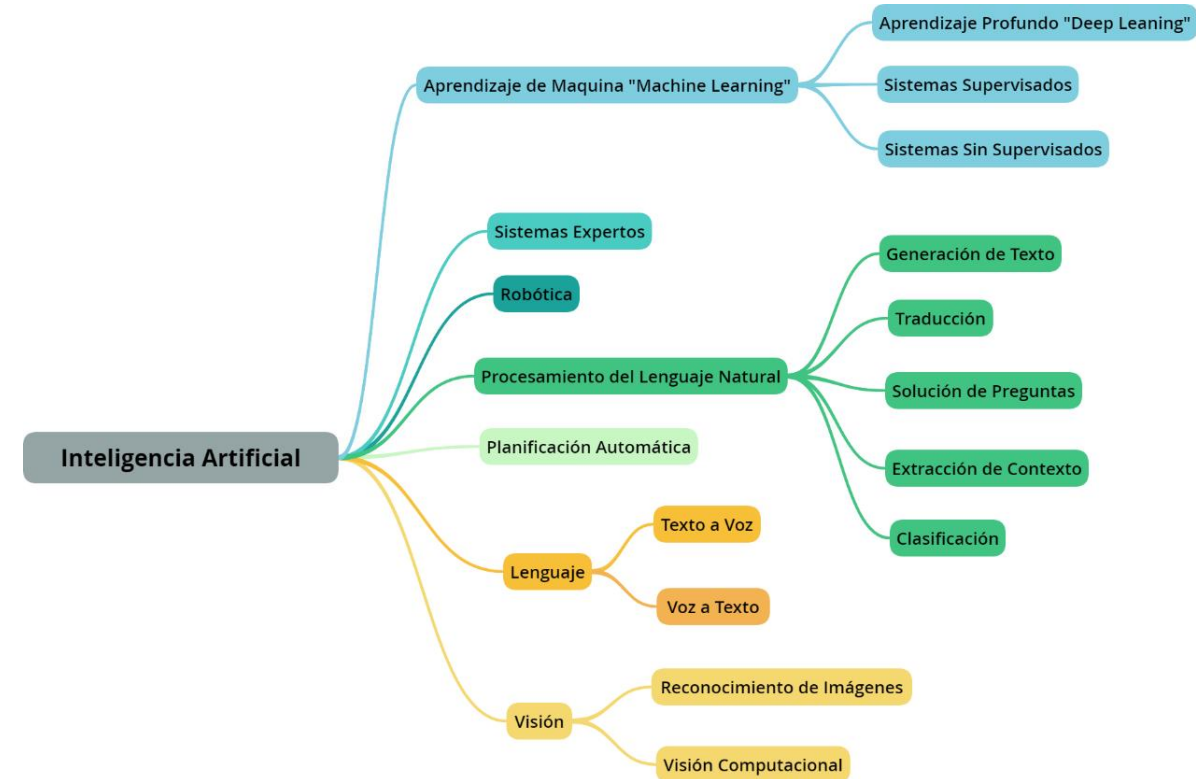 Inteligencia Artificial
Aprendizaje de Maquina "Machine Learning"
Aprendizaje Profundo "Deep Leaning"
Sistemas Supervisados
Sistemas Sin Supervisados
Sistemas Expertos
Robótica
Procesamiento del Lenguaje Natural
Generación de Texto
Traducción
Solución de Preguntas
Extracción de Contexto
Clasificación
Planificación Automática
Lenguaje
Texto a Voz
Voz a Texto
Visión
Reconocimiento de Imágenes
Visión Computacional